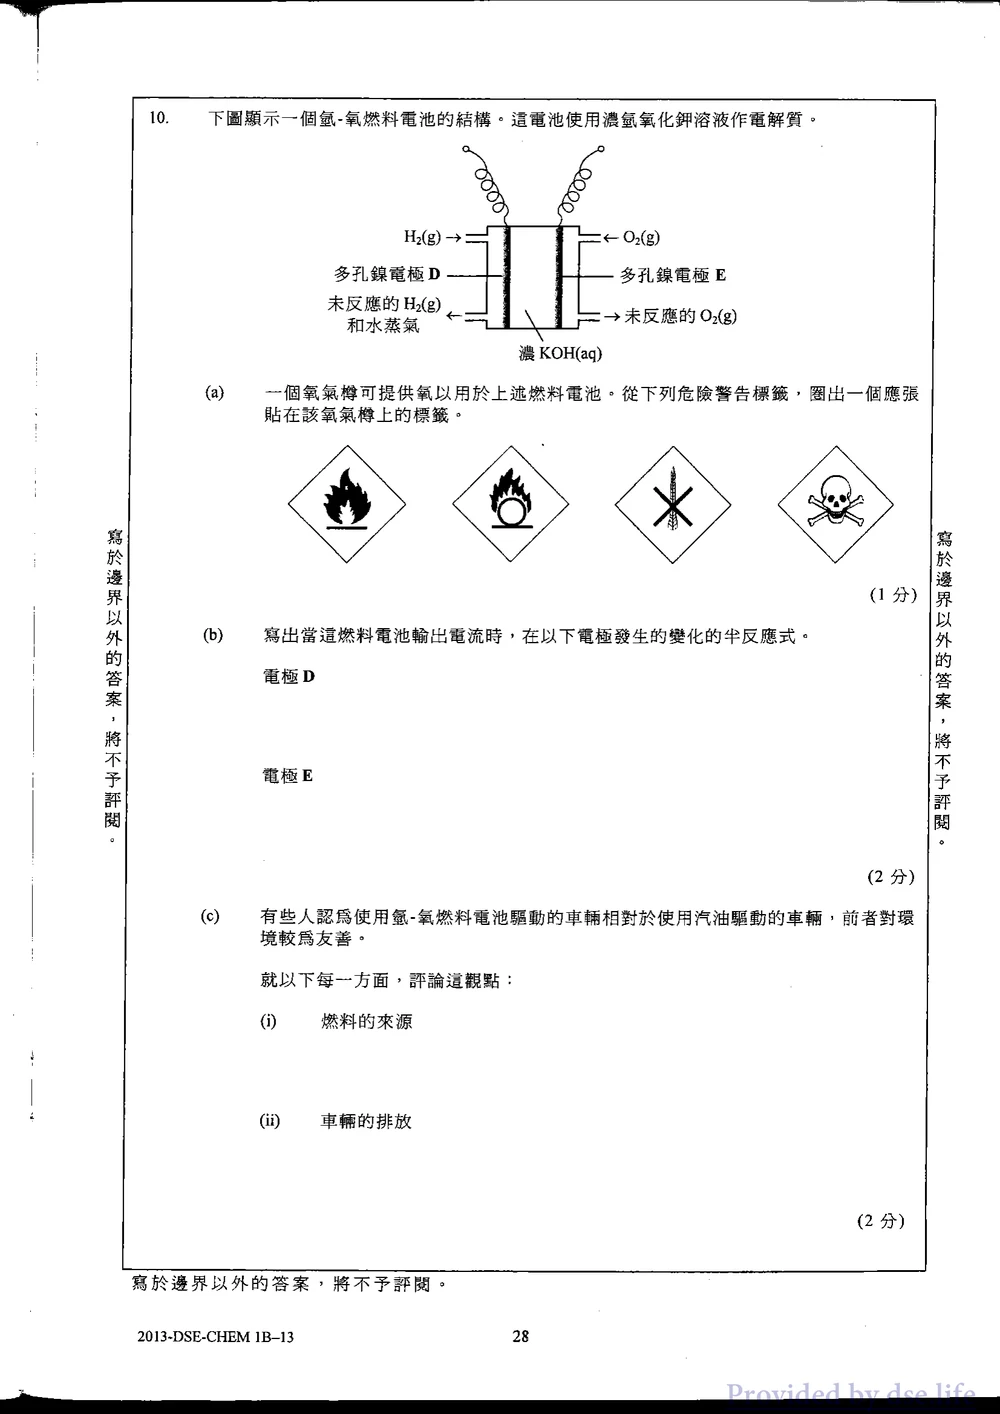 10. 下圖顯示一個氫-氧燃料電池的結構。這電池使用濃氫氧化鉀溶液作電解質。
H₂(g) → ← O₂(g)
多孔鎳電極 D 多孔鎳電極 E
未反應的 H₂(g)
和水蒸氣 ← → 未反應的 O₂(g)
濃 KOH(aq)
(a) 一個氧氣樽可提供氧以用於上述燃料電池。從下列危險警告標籤，圈出一個應張
貼在該氧氣樽上的標籤。
(1 分)
(b) 寫出當這燃料電池輸出電流時，在以下電極發生的變化的半反應式。
電極 D
電極 E
(2 分)
(c) 有些人認為使用氫-氧燃料電池驅動的車輛相對於使用汽油驅動的車輛，前者對環
境較為友善。
就以下每一方面，評論這觀點：
(i) 燃料的來源
(ii) 車輛的排放
(2 分)
寫於邊界以外的答案，將不予評閱。
寫於邊界以外的答案，將不予評閱。
寫於邊界以外的答案，將不予評閱。
2013-DSE-CHEM 1B–13 28
Provided by dse.life